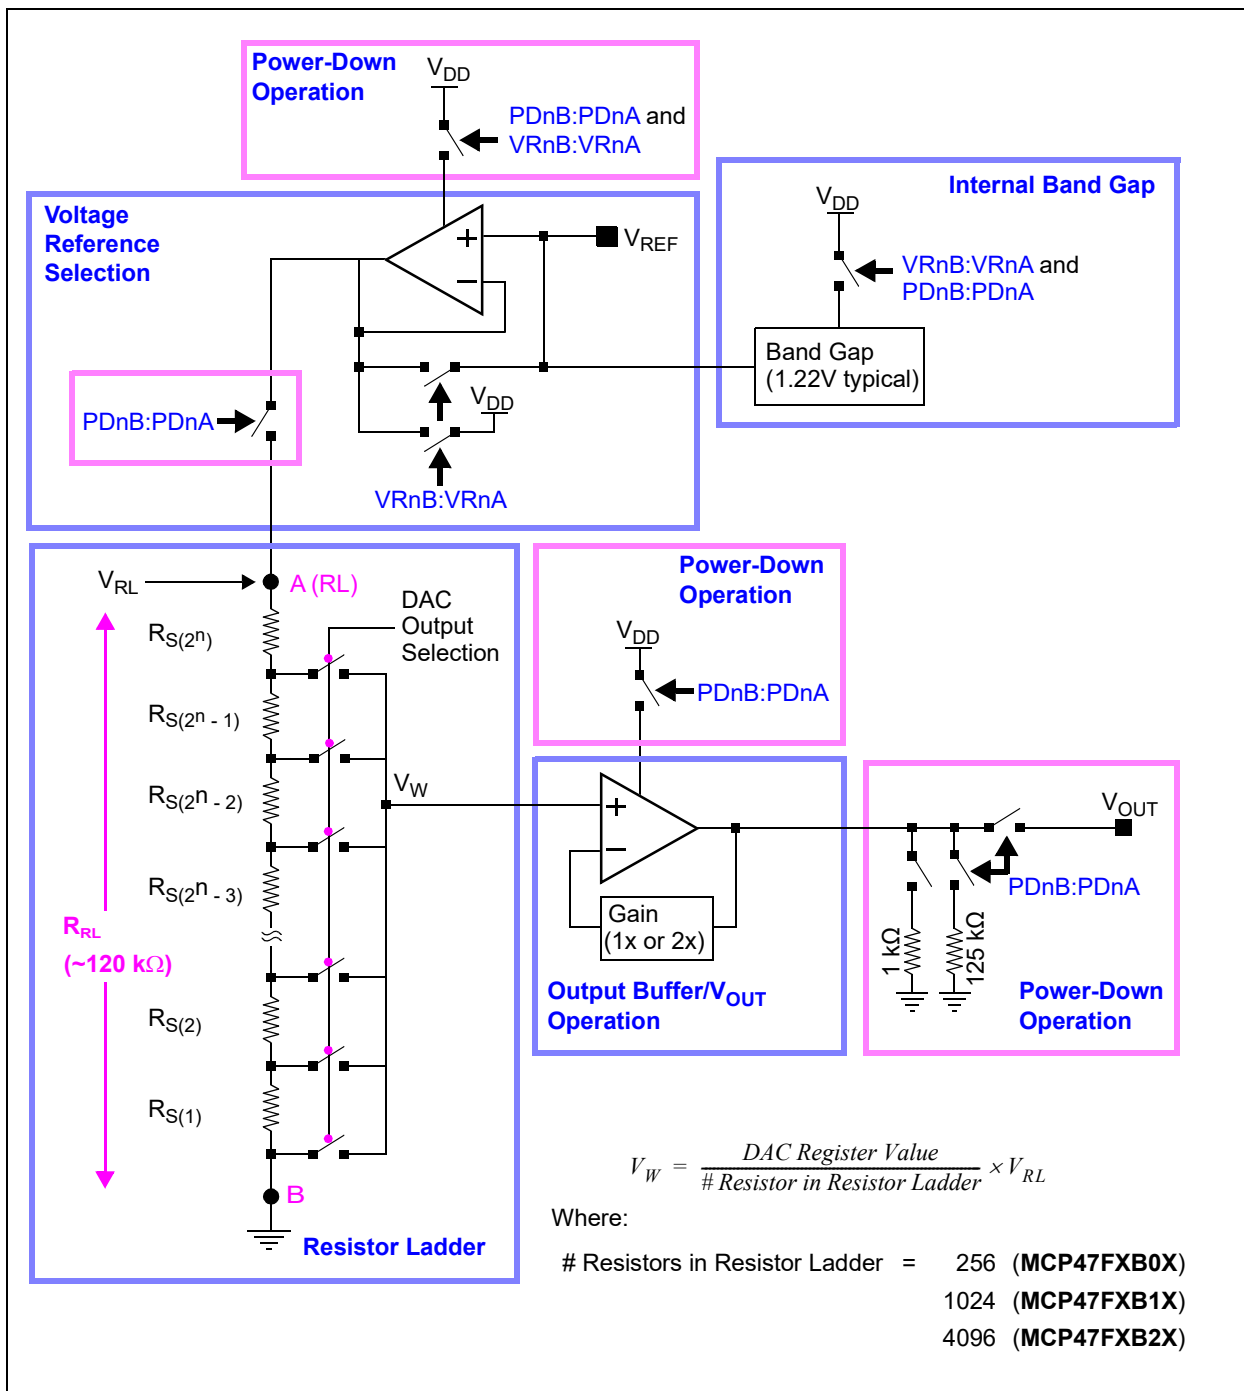 Power-Down
Operation
VDD
PDnB:PDnA and
VRnB:VRnA
Internal Band Gap
VDD
VRnB:VRnA and
PDnB:PDnA
Band Gap
(1.22V typical)
Voltage
Reference
Selection
+
–
VREF
VDD
PDnB:PDnA
VRnB:VRnA
VRL
A (RL)
DAC
Output
Selection
RS(2^n)
RS(2^n - 1)
RS(2^n - 2)
RS(2^n - 3)
RRL
(~120 kΩ)
RS(2)
RS(1)
VW
B
Resistor Ladder
Power-Down
Operation
VDD
PDnB:PDnA
+
–
Gain
(1x or 2x)
Output Buffer/VOUT
Operation
VOUT
PDnB:PDnA
1 kΩ
125 kΩ
Power-Down
Operation
VW = DAC Register Value / # Resistor in Resistor Ladder × VRL
Where:
# Resistors in Resistor Ladder = 256 (MCP47FXB0X)
1024 (MCP47FXB1X)
4096 (MCP47FXB2X)